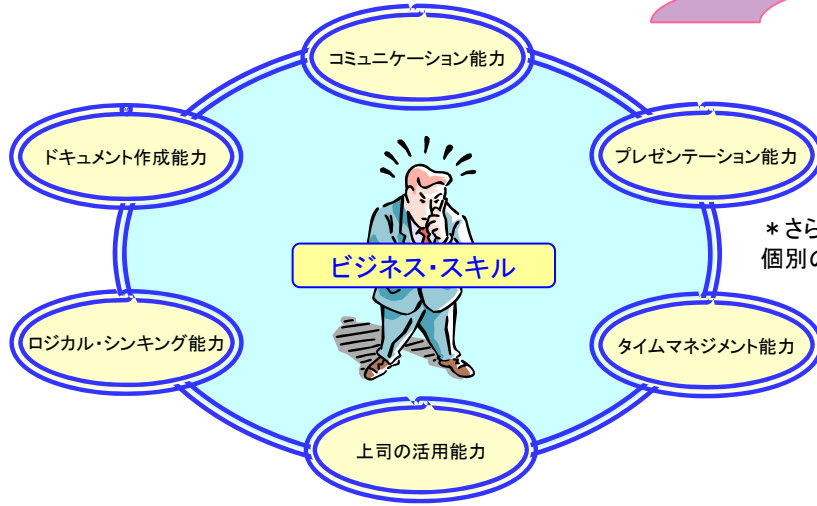 コミュニケーション能力
ドキュメント作成能力
プレゼンテーション能力
*さら
個別の
ビジネス・スキル
ロジカル・シンキング能力
タイムマネジメント能力
上司の活用能力